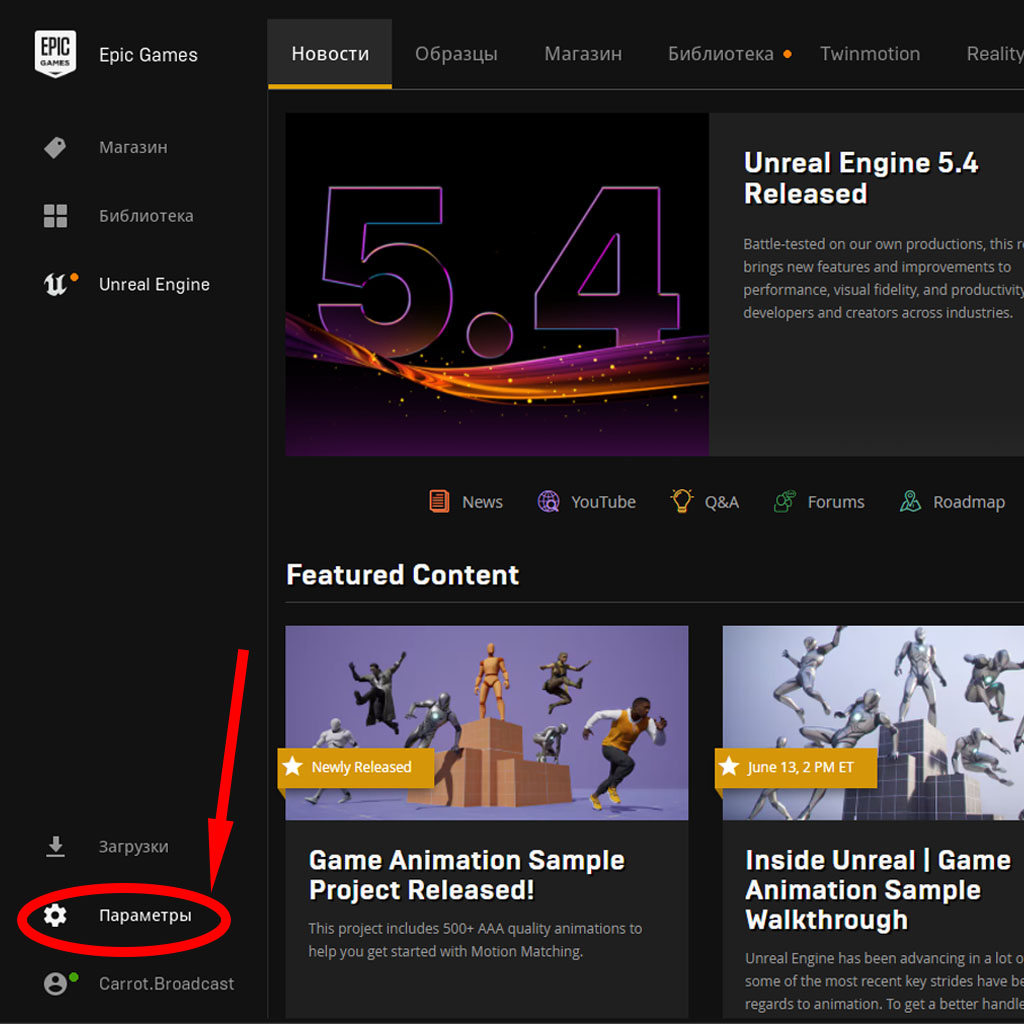 EPIC
GAMES
Epic Games
Магазин
Библиотека
Unreal Engine
Загрузки
Параметры
Carrot.Broadcast
Новости
Образцы
Магазин
Библиотека
Twinmotion
Reality
5.4
Unreal Engine 5.4
Released
Battle-tested on our own productions, this re
brings new features and improvements to
performance, visual fidelity, and productivity
developers and creators across industries.
News
YouTube
Q&A
Forums
Roadmap
Featured Content
Newly Released
Game Animation Sample
Project Released!
This project includes 500+ AAA quality animations to
help you get started with Motion Matching.
June 13, 2 PM ET
Inside Unreal | Game
Animation Sample
Walkthrough
Unreal Engine has been advancing in a lot o
some of the most recent key strides have be
regards to animation. To get a better handle